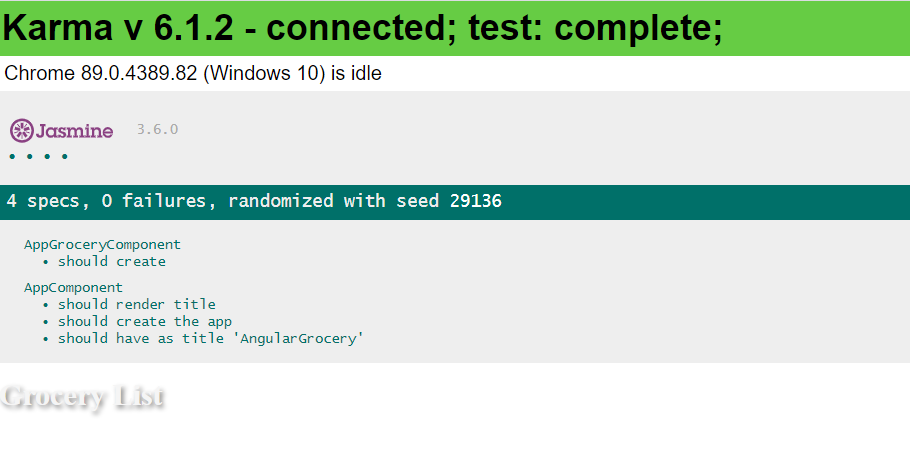 Karma v 6.1.2 - connected; test: complete;
Chrome 89.0.4389.82 (Windows 10) is idle
Jasmine 3.6.0
• • • •
4 specs, 0 failures, randomized with seed 29136
AppGroceryComponent
• should create
AppComponent
• should render title
• should create the app
• should have as title 'AngularGrocery'
Grocery List